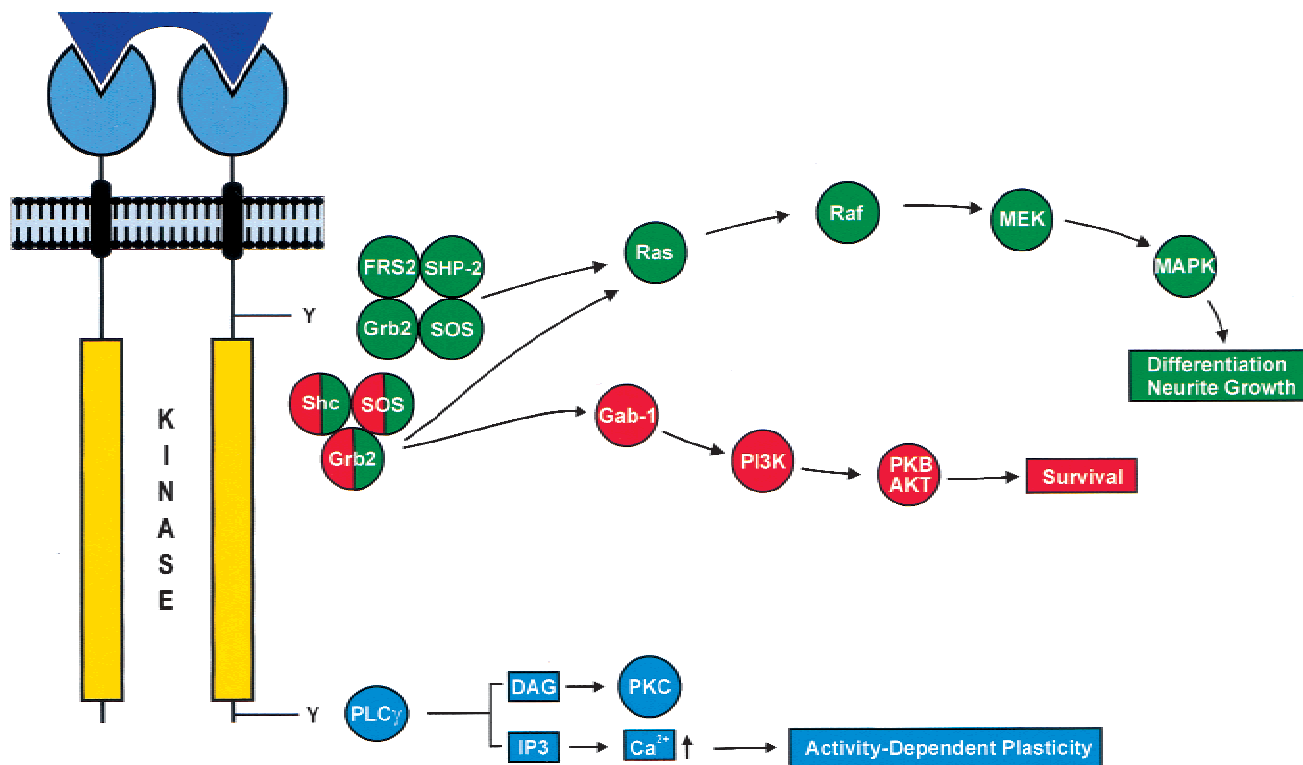 Raf
MEK
Ras
FRS2 SHP-2
MAPK
Y
Grb2 SOS
Differentiation
Neurite Growth
Shc SOS
Gab-1
Grb2
PI3K
PKB
AKT
Survival
K
I
N
A
S
E
DAG
PKC
Y
PLCγ
IP3
Ca²⁺
Activity-Dependent Plasticity